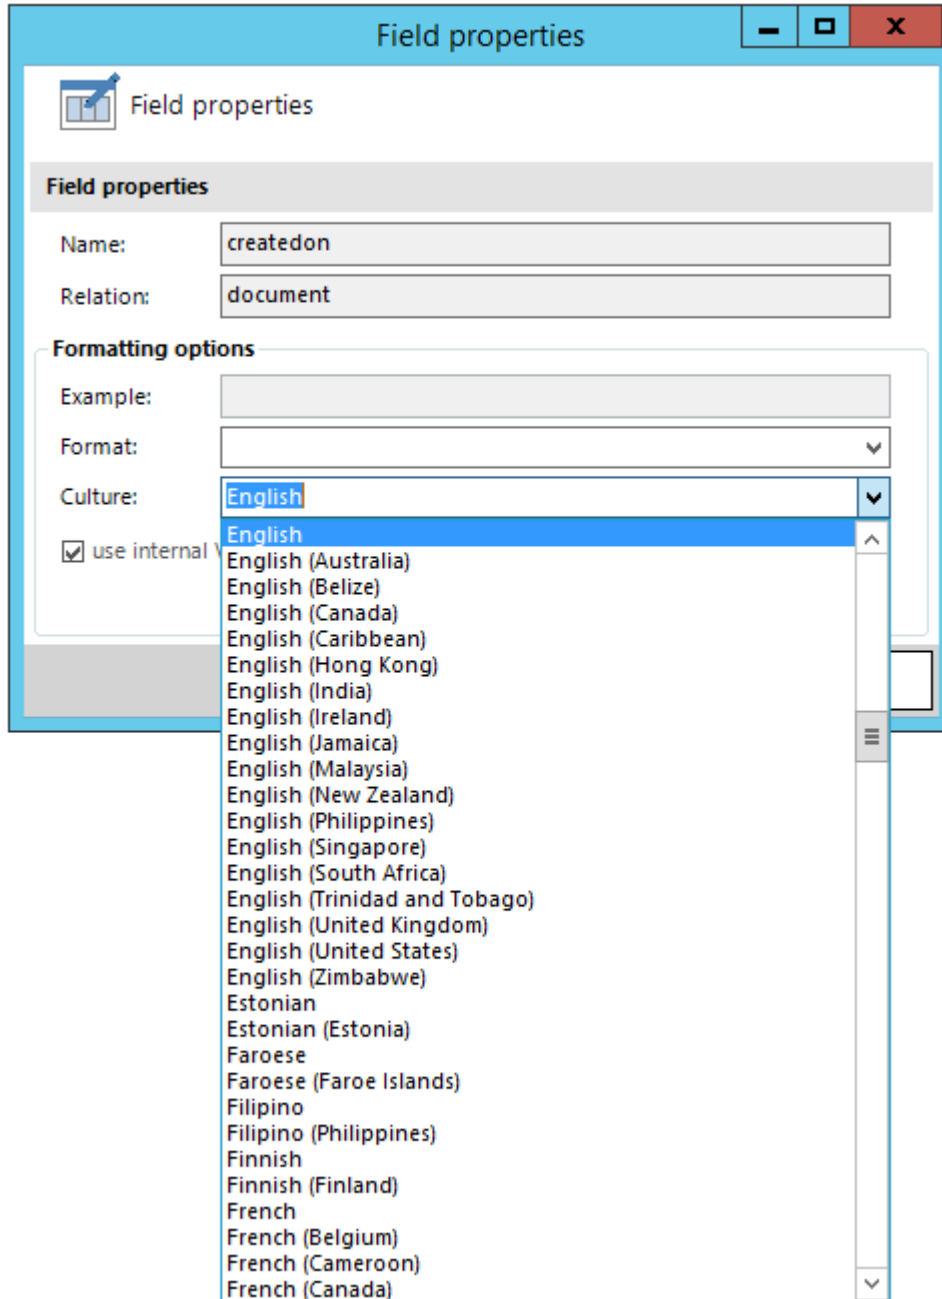 Field properties
Field properties
Field properties
Name: createdon
Relation: document
Formatting options
Example:
Format:
Culture: English
use internal
English
English (Australia)
English (Belize)
English (Canada)
English (Caribbean)
English (Hong Kong)
English (India)
English (Ireland)
English (Jamaica)
English (Malaysia)
English (New Zealand)
English (Philippines)
English (Singapore)
English (South Africa)
English (Trinidad and Tobago)
English (United Kingdom)
English (United States)
English (Zimbabwe)
Estonian
Estonian (Estonia)
Faroese
Faroese (Faroe Islands)
Filipino
Filipino (Philippines)
Finnish
Finnish (Finland)
French
French (Belgium)
French (Cameroon)
French (Canada)